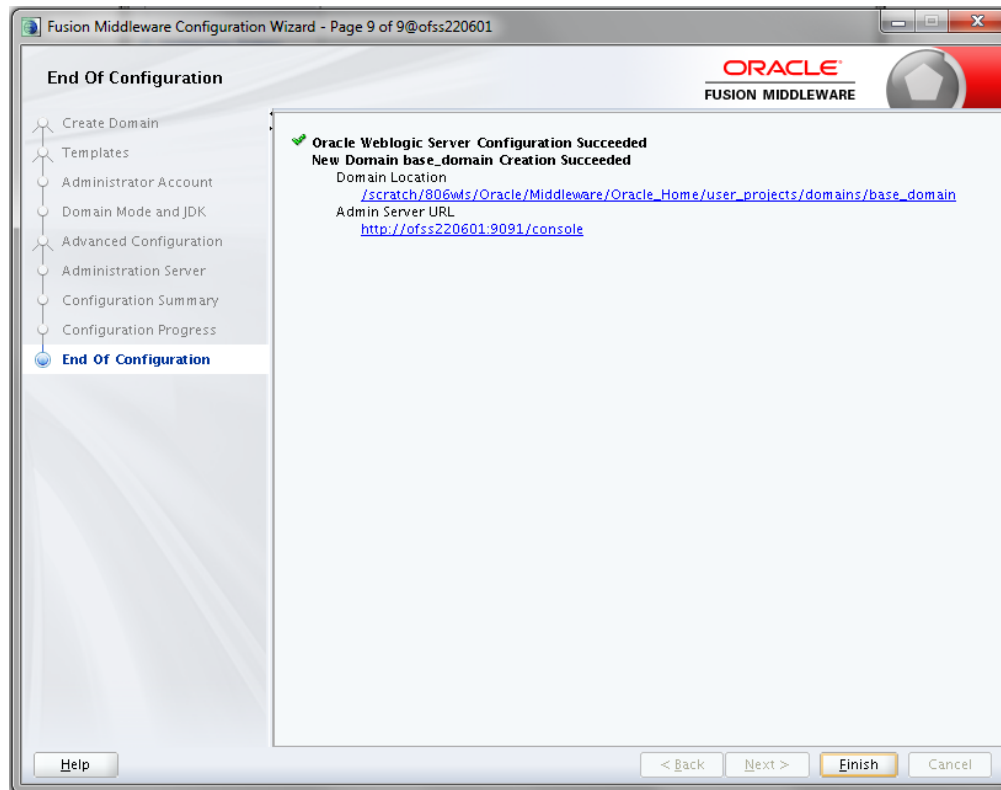 Fusion Middleware Configuration Wizard - Page 9 of 9@ofss220601
End Of Configuration
ORACLE
FUSION MIDDLEWARE
Create Domain
Templates
Administrator Account
Domain Mode and JDK
Advanced Configuration
Administration Server
Configuration Summary
Configuration Progress
End Of Configuration
Oracle Weblogic Server Configuration Succeeded
New Domain base_domain Creation Succeeded
Domain Location
/scratch/806wls/Oracle/Middleware/Oracle_Home/user_projects/domains/base_domain
Admin Server URL
http://ofss220601:9091/console
Help
< Back
Next >
Finish
Cancel